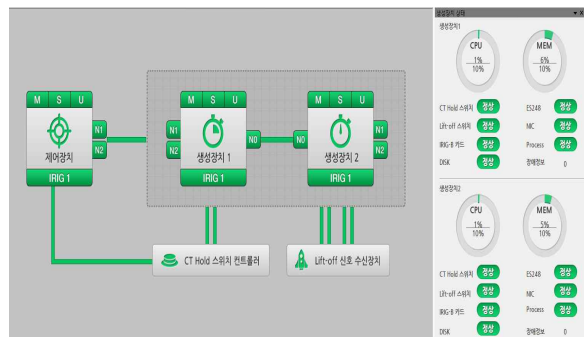 M S U
제어장치
N1
N2
IRIG 1
M S U
N1
N2
생성장치 1
N0
IRIG 1
M S U
N0
생성장치 2
N1
N2
IRIG 1
CT Hold 스위치 컨트롤러
Lift-off 신호 수신장치
생성장치 상태
생성장치1
CPU
1%
10%
MEM
6%
10%
CT Hold 스위치 정상 ES248 정상
Lift-off 스위치 정상 NIC 정상
IRIG-B 카드 정상 Process 정상
DISK 정상 장애정보 0
생성장치2
CPU
1%
10%
MEM
5%
10%
CT Hold 스위치 정상 ES248 정상
Lift-off 스위치 정상 NIC 정상
IRIG-B 카드 정상 Process 정상
DISK 정상 장애정보 0